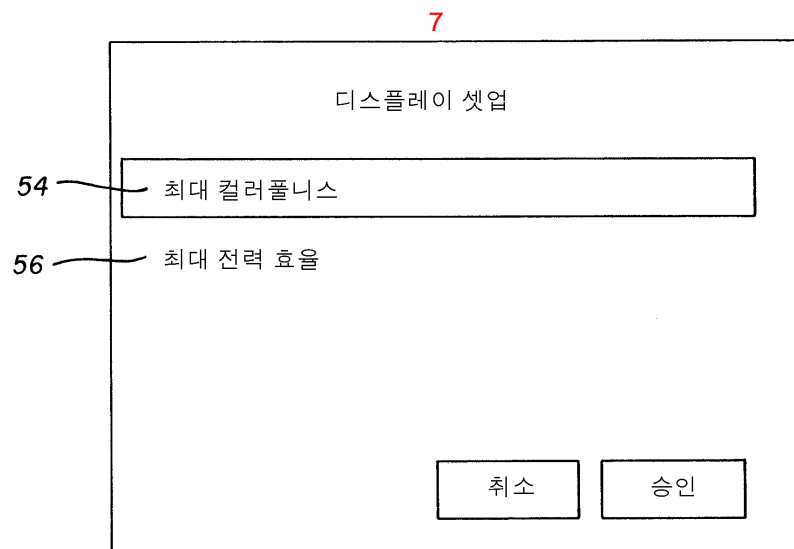 7
디스플레이 셋업
54 최대 컬러풀니스
56 최대 전력 효율
취소 승인